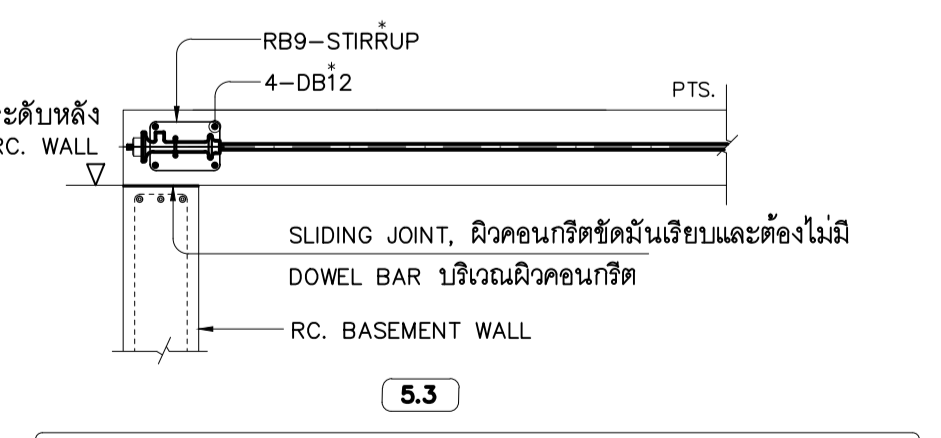 RB9-STIRRUP*
4-DB12*
PTS.
ระดับหลัง
RC. WALL
SLIDING JOINT, ผิวคอนกรีตขัดมันเรียบและต้องไม่มี
DOWEL BAR บริเวณผิวคอนกรีต
RC. BASEMENT WALL
5.3